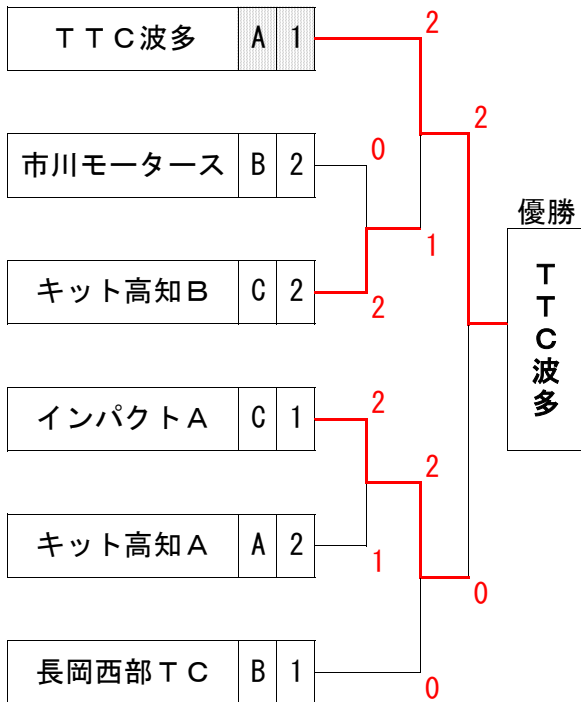 TTC波多 A 1
2
2
市川モータース B 2
0
優勝
TTC波多
1
キット高知B C 2
2
インパクトA C 1
2
2
キット高知A A 2
1
0
長岡西部TC B 1
0